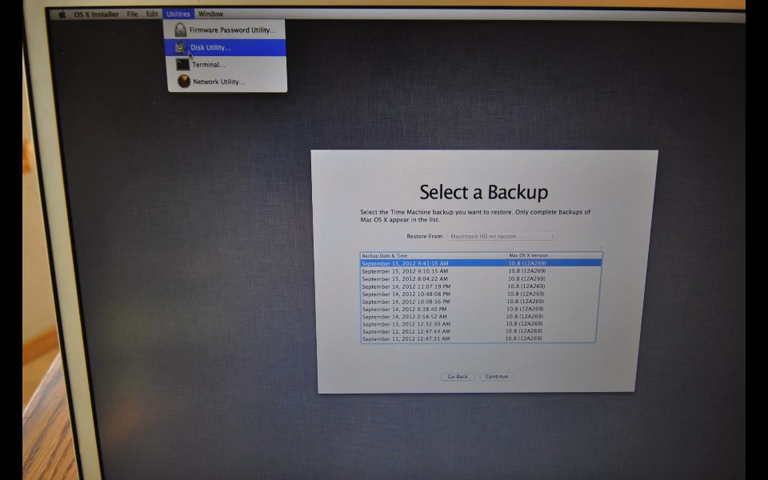 OS X Installer File Edit Utilities Window
Firmware Password Utility...
Disk Utility...
Terminal...
Network Utility...
Select a Backup
Select the Time Machine backup you want to restore. Only complete backups of
Mac OS X appear in the list.
Restore From: Macintosh HD on
Backup Date & Time Mac OS X Version
September 15, 2012 9:41:15 AM 10.8 (12A269)
September 15, 2012 9:10:15 AM 10.8 (12A269)
September 15, 2012 8:04:22 AM 10.8 (12A269)
September 14, 2012 11:07:19 PM 10.8 (12A269)
September 14, 2012 10:48:08 PM 10.8 (12A269)
September 14, 2012 10:08:56 PM 10.8 (12A269)
September 14, 2012 9:38:40 PM 10.8 (12A269)
September 14, 2012 2:58:52 AM 10.8 (12A269)
September 13, 2012 12:32:30 AM 10.8 (12A269)
September 12, 2012 12:47:44 AM 10.8 (12A269)
September 11, 2012 12:47:31 AM 10.8 (12A269)
Go Back Continue